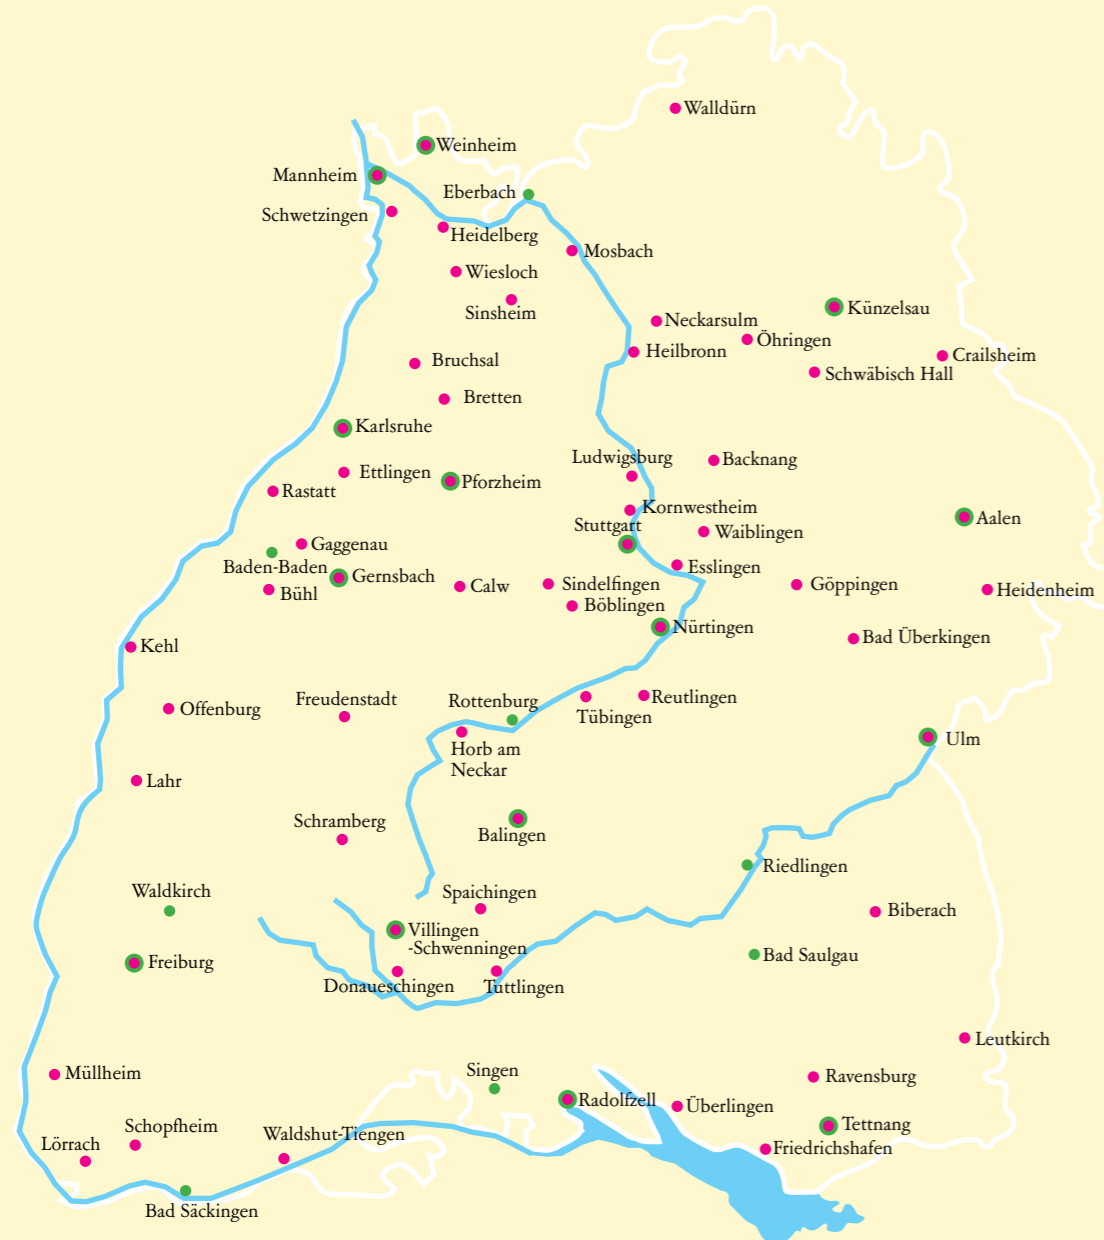 Walldürn
Weinheim
Mannheim
Eberbach
Schwetzingen
Heidelberg
Mosbach
Wiesloch
Sinsheim
Künzelsau
Neckarsulm
Öhringen
Heilbronn
Crailsheim
Bruchsal
Schwäbisch Hall
Bretten
Karlsruhe
Ludwigsburg
Backnang
Ettlingen
Pforzheim
Rastatt
Kornwestheim
Aalen
Stuttgart
Waiblingen
Gaggenau
Baden-Baden
Esslingen
Gernsbach
Calw
Sindelfingen
Göppingen
Heidenheim
Bühl
Böblingen
Nürtingen
Bad Überkingen
Kehl
Freudenstadt
Rottenburg
Reutlingen
Offenburg
Tübingen
Ulm
Horb am
Neckar
Lahr
Schramberg
Balingen
Riedlingen
Waldkirch
Spaichingen
Biberach
Villingen
-Schwenningen
Bad Saulgau
Freiburg
Donaueschingen
Tuttlingen
Leutkirch
Singen
Müllheim
Ravensburg
Radolfzell
Überlingen
Schopfheim
Tettnang
Waldshut-Tiengen
Lörrach
Friedrichshafen
Bad Säckingen